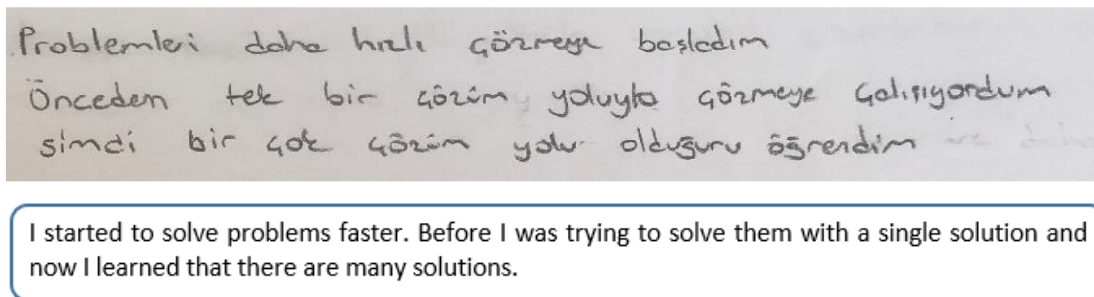 Problemleri daha hızlı çözmeye başladım
Önceden tek bir çözüm yoluyla çözmeye çalışıyordum
şimdi bir çok çözüm yolu olduğunu öğrendim
I started to solve problems faster. Before I was trying to solve them with a single solution and
now I learned that there are many solutions.